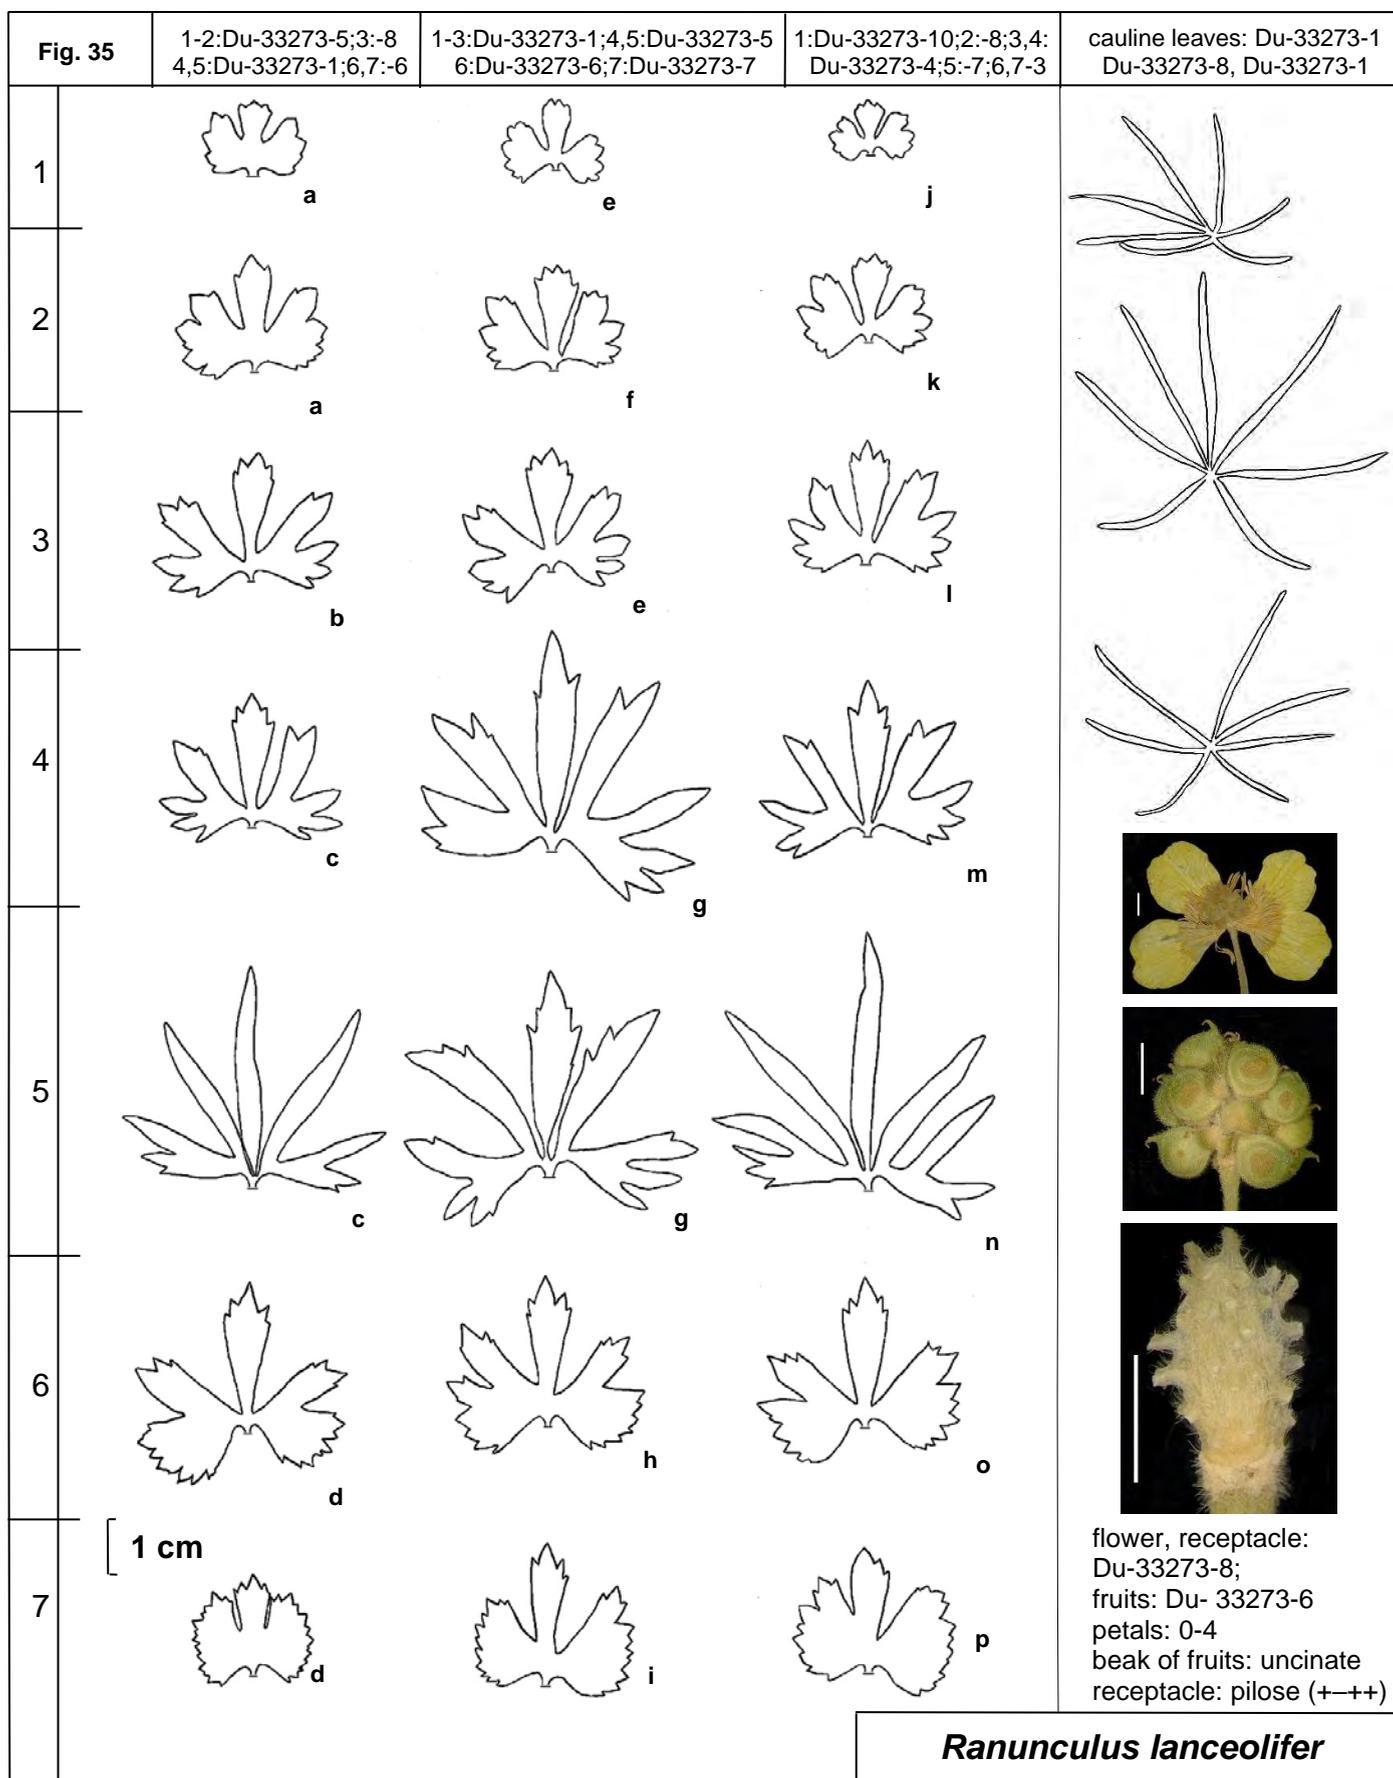 Fig. 35
1-2:Du-33273-5;3:-8
4,5:Du-33273-1;6,7:-6
1-3:Du-33273-1;4,5:Du-33273-5
6:Du-33273-6;7:Du-33273-7
1:Du-33273-10;2:-8;3,4:
Du-33273-4;5:-7;6,7-3
cauline leaves: Du-33273-1
Du-33273-8, Du-33273-1
1
a
e
j
2
a
f
k
3
b
e
l
4
c
g
m
5
c
g
n
6
d
h
o
1 cm
7
d
i
p
flower, receptacle:
Du-33273-8;
fruits: Du- 33273-6
petals: 0-4
beak of fruits: uncinate
receptacle: pilose (+–++)
Ranunculus lanceolifer